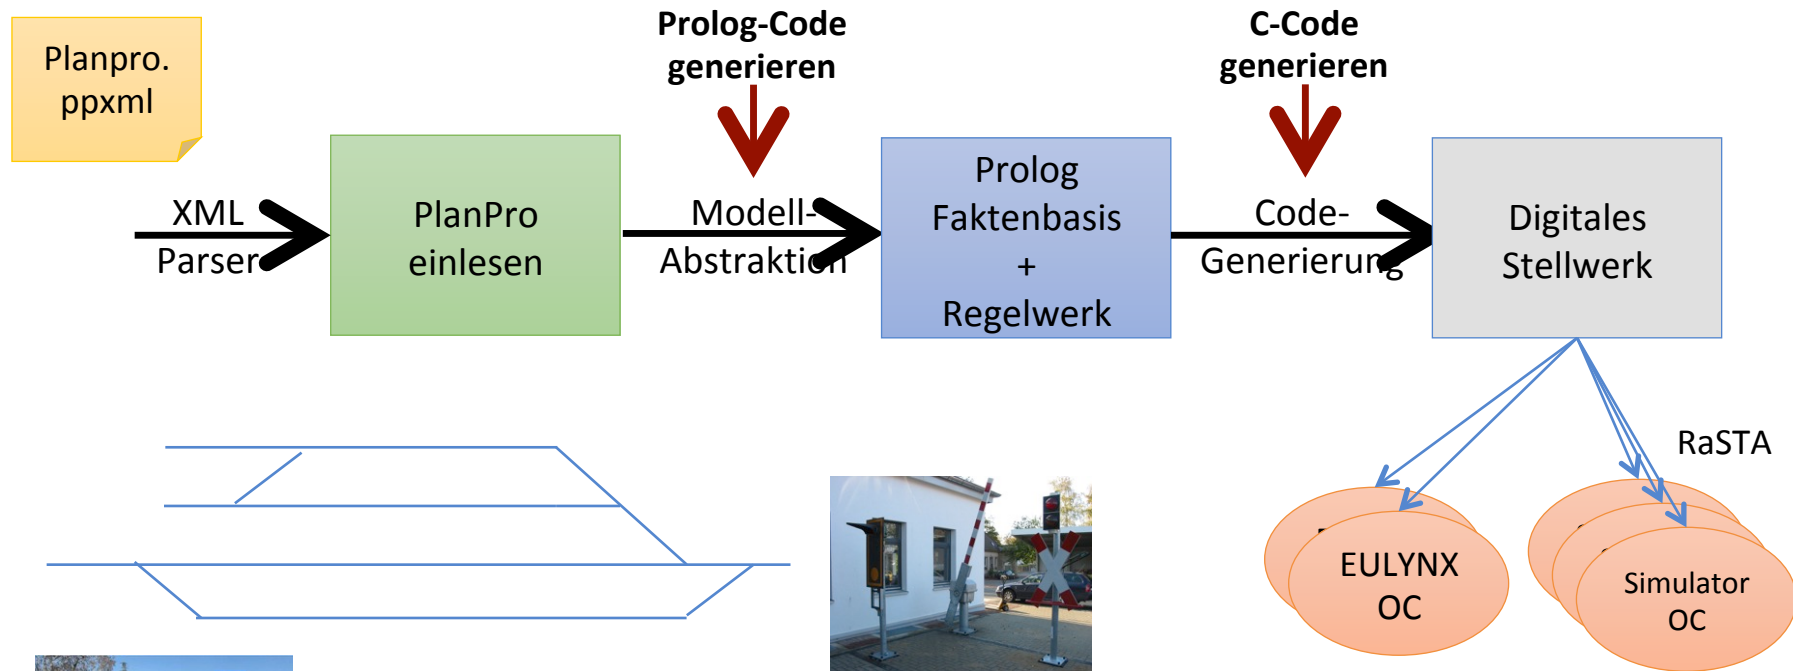 Planpro.
ppxml
Prolog-Code
generieren
C-Code
generieren
XML
Parser
PlanPro
einlesen
Modell-
Abstraktion
Prolog
Faktenbasis
+
Regelwerk
Code-
Generierung
Digitales
Stellwerk
RaSTA
EULYNX
OC
Simulator
OC